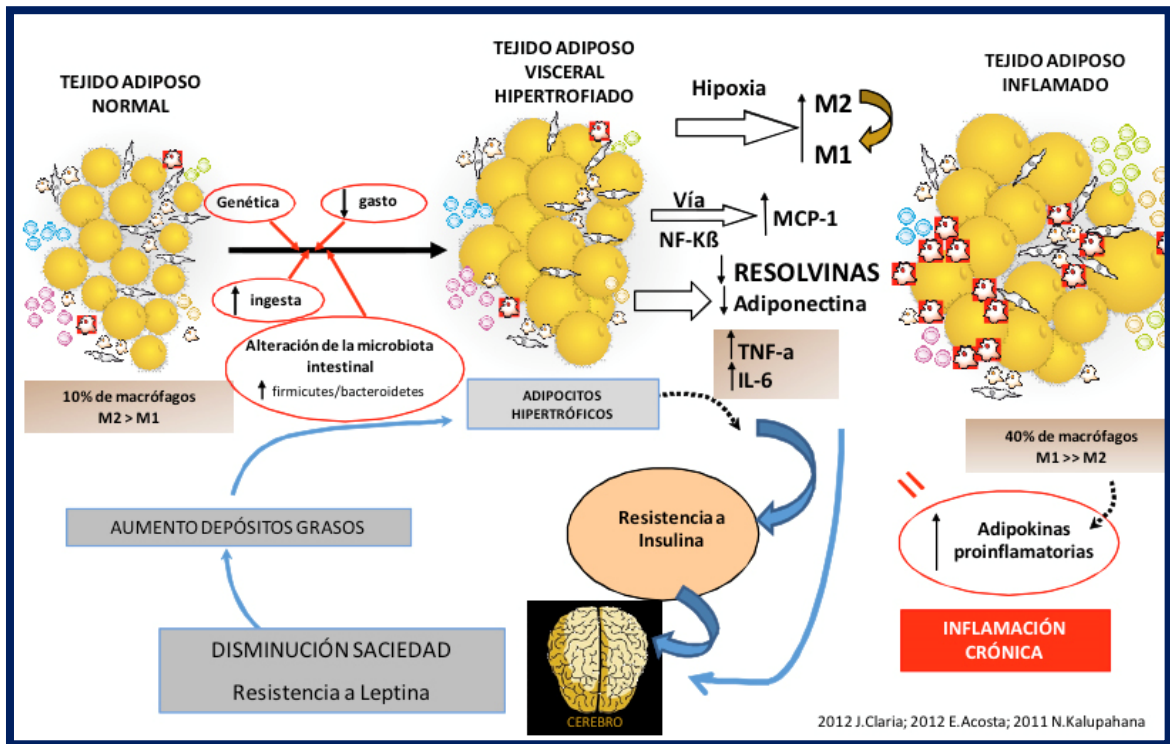 TEJIDO ADIPOSO
NORMAL
TEJIDO ADIPOSO
VISCERAL
HIPERTROFIADO
Hipoxia
M2
M1
TEJIDO ADIPOSO
INFLAMADO
Genética
↓ gasto
↑ ingesta
Alteración de la microbiota
intestinal
↑ firmicutes/bacteroidetes
Vía
NF-Kß
↑ MCP-1
↓ RESOLVINAS
↓ Adiponectina
↑ TNF-a
↑ IL-6
10% de macrófagos
M2 > M1
ADIPOCITOS
HIPERTRÓFICOS
40% de macrófagos
M1 >> M2
=
↑ Adipokinas
proinflamatorias
INFLAMACIÓN
CRÓNICA
Resistencia a
Insulina
CEREBRO
DISMINUCIÓN SACIEDAD
Resistencia a Leptina
AUMENTO DEPÓSITOS GRASOS
2012 J.Claria; 2012 E.Acosta; 2011 N.Kalupahana